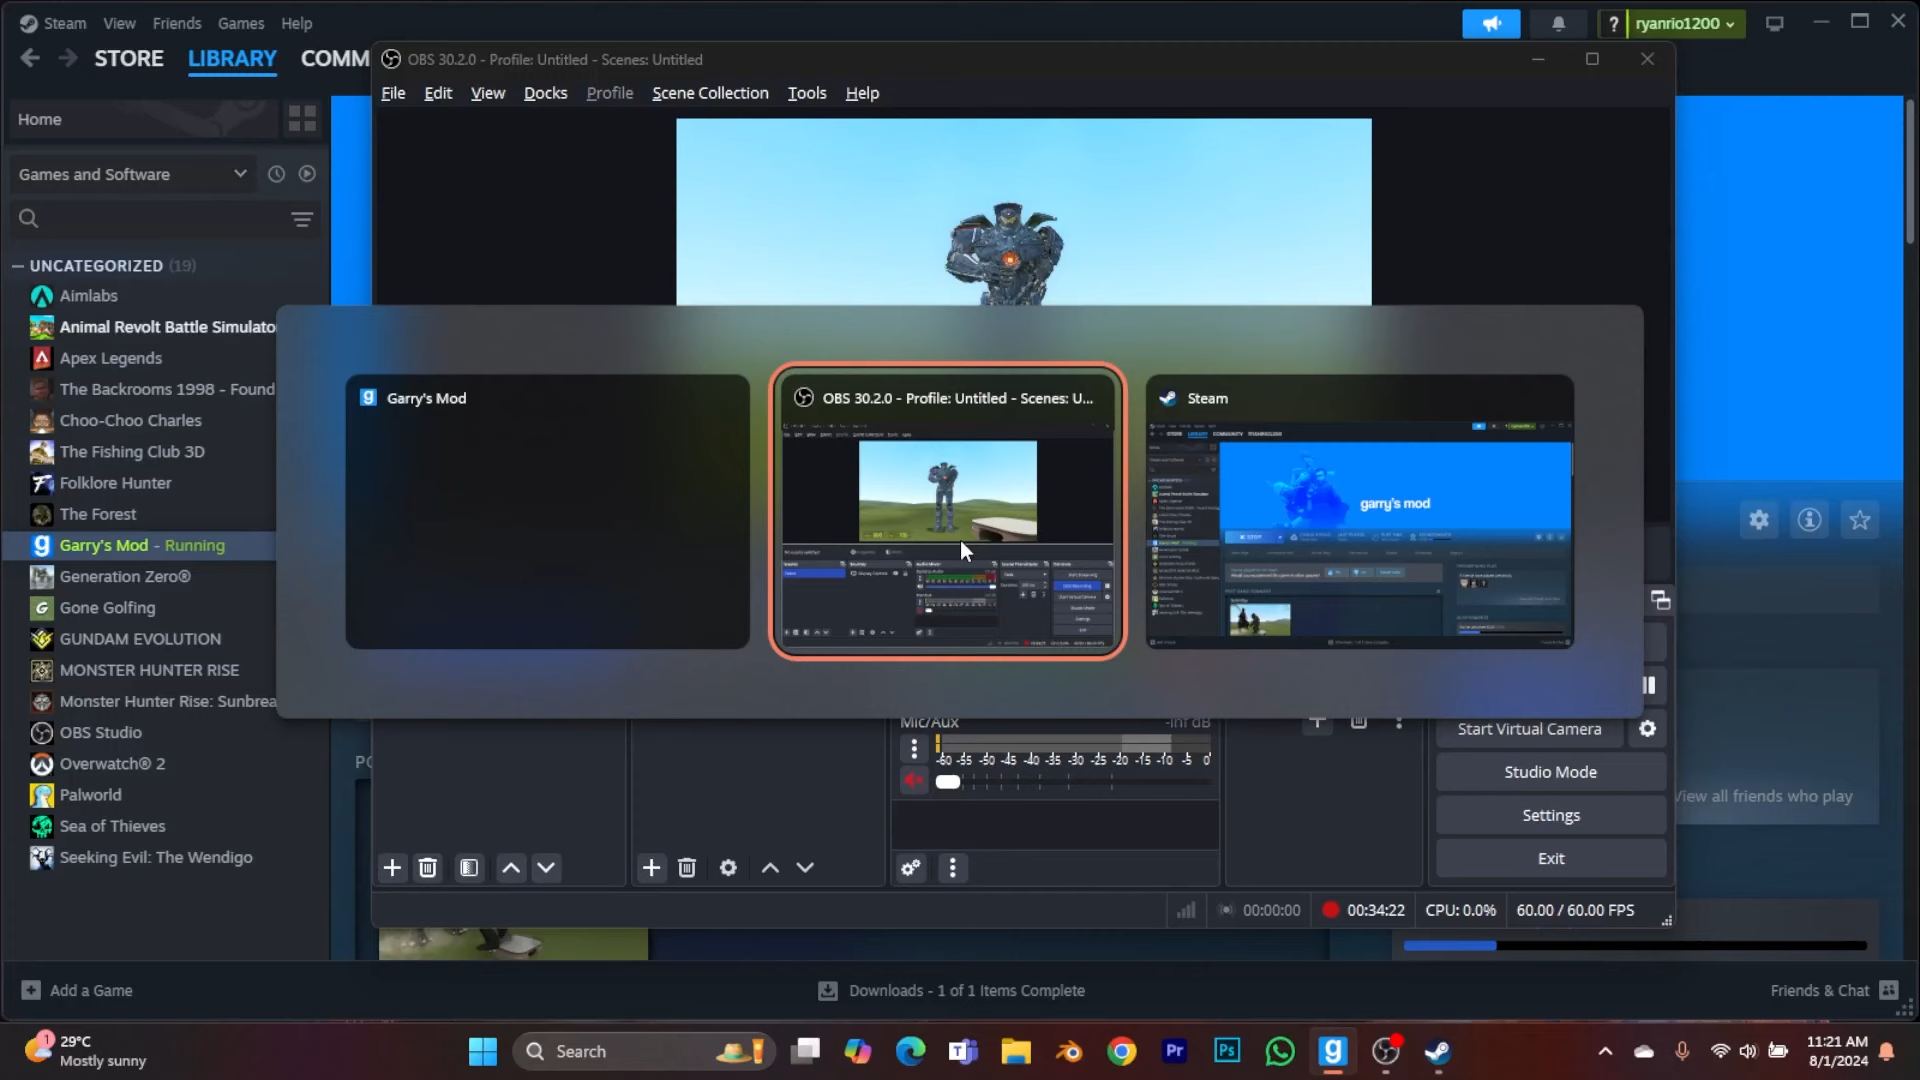 Steam View Friends Games Help
? ryanrio1200
STORE LIBRARY COMM
OBS 30.2.0 - Profile: Untitled - Scenes: Untitled
File Edit View Docks Profile Scene Collection Tools Help
Home
Games and Software
UNCATEGORIZED (19)
Aimlabs
Animal Revolt Battle Simulato
Apex Legends
The Backrooms 1998 - Found
Choo-Choo Charles
The Fishing Club 3D
Folklore Hunter
The Forest
Garry's Mod - Running
Generation Zero®
Gone Golfing
GUNDAM EVOLUTION
MONSTER HUNTER RISE
Monster Hunter Rise: Sunbrea
OBS Studio
Overwatch® 2
Palworld
Sea of Thieves
Seeking Evil: The Wendigo
Garry's Mod
OBS 30.2.0 - Profile: Untitled - Scenes: U...
Steam
STORE LIBRARY COMMUNITY
garry's mod
STOP
Mic/Aux -inf dB
-60 -55 -50 -45 -40 -35 -30 -25 -20 -15 -10 -5 0
Start Virtual Camera
Studio Mode
Settings
Exit
View all friends who play
00:00:00 00:34:22 CPU: 0.0% 60.00 / 60.00 FPS
Add a Game
Downloads - 1 of 1 Items Complete
Friends & Chat
1
29°C
Mostly sunny
Search
Pr
Ps
11:21 AM
8/1/2024